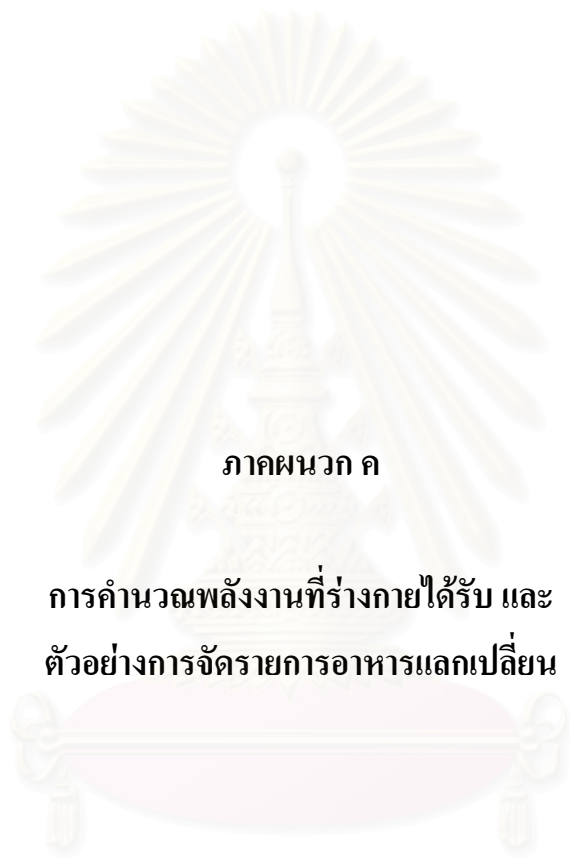 ภาคผนวก ค
การคำนวณพลังงานที่ร่างกายได้รับ และ
ตัวอย่างการจัดรายการอาหารแลกเปลี่ยน